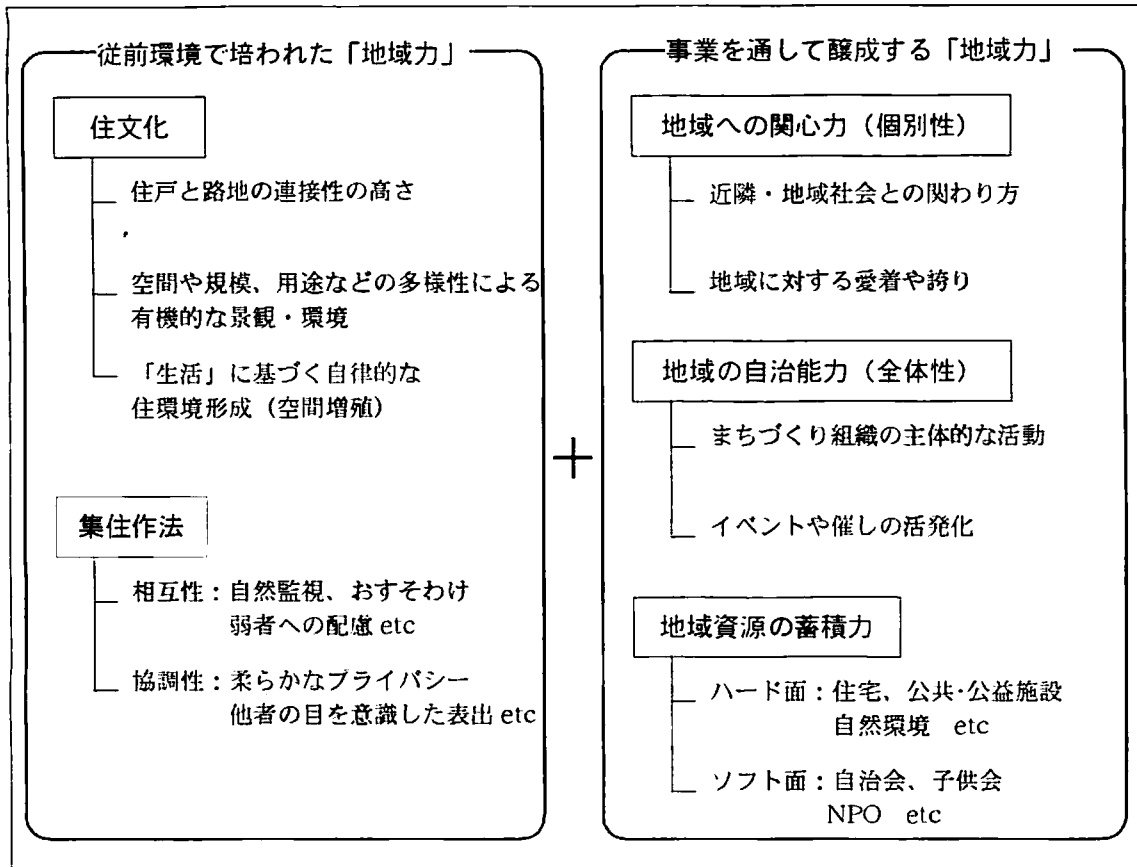 従前環境で培われた「地域力」
住文化
住戸と路地の連接性の高さ
空間や規模、用途などの多様性による
有機的な景観・環境
「生活」に基づく自律的な
住環境形成（空間増殖）
集住作法
相互性：自然監視、おすそわけ
弱者への配慮 etc
協調性：柔らかなプライバシー
他者の目を意識した表出 etc
＋
事業を通して醸成する「地域力」
地域への関心力（個別性）
近隣・地域社会との関わり方
地域に対する愛着や誇り
地域の自治能力（全体性）
まちづくり組織の主体的な活動
イベントや催しの活発化
地域資源の蓄積力
ハード面：住宅、公共･公益施設
自然環境　etc
ソフト面：自治会、子供会
NPO　etc